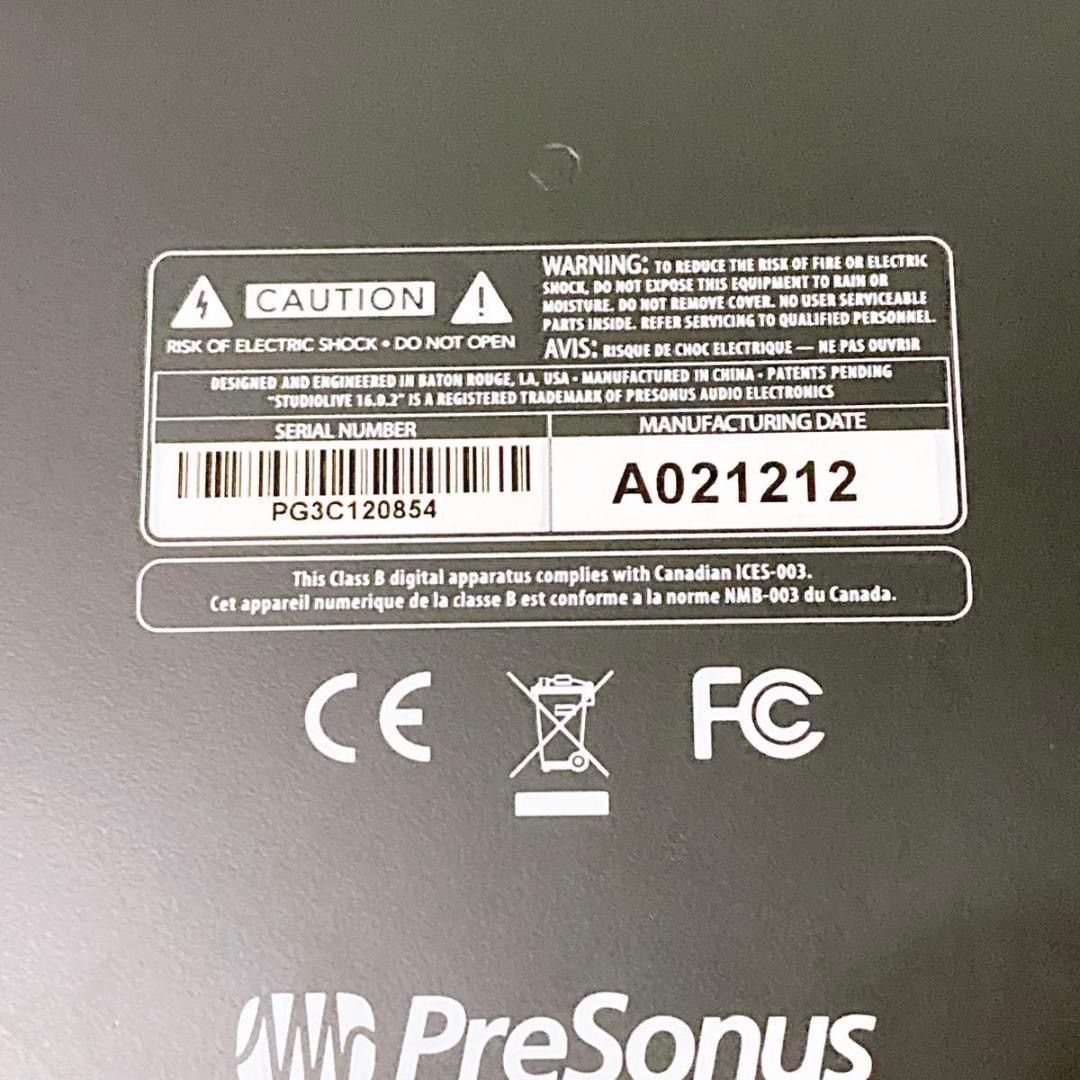 CAUTION
RISK OF ELECTRIC SHOCK • DO NOT OPEN
WARNING: TO REDUCE THE RISK OF FIRE OR ELECTRIC
SHOCK, DO NOT EXPOSE THIS EQUIPMENT TO RAIN OR
MOISTURE. DO NOT REMOVE COVER. NO USER SERVICEABLE
PARTS INSIDE. REFER SERVICING TO QUALIFIED PERSONNEL.
AVIS: RISQUE DE CHOC ELECTRIQUE — NE PAS OUVRIR
DESIGNED AND ENGINEERED IN BATON ROUGE, LA, USA • MANUFACTURED IN CHINA • PATENTS PENDING
"STUDIOLIVE 16.0.2" IS A REGISTERED TRADEMARK OF PRESONUS AUDIO ELECTRONICS
SERIAL NUMBER
PG3C120854
MANUFACTURING DATE
A021212
This Class B digital apparatus complies with Canadian ICES-003.
Cet appareil numerique de la classe B est conforme a la norme NMB-003 du Canada.
CE
FC
PreSonus